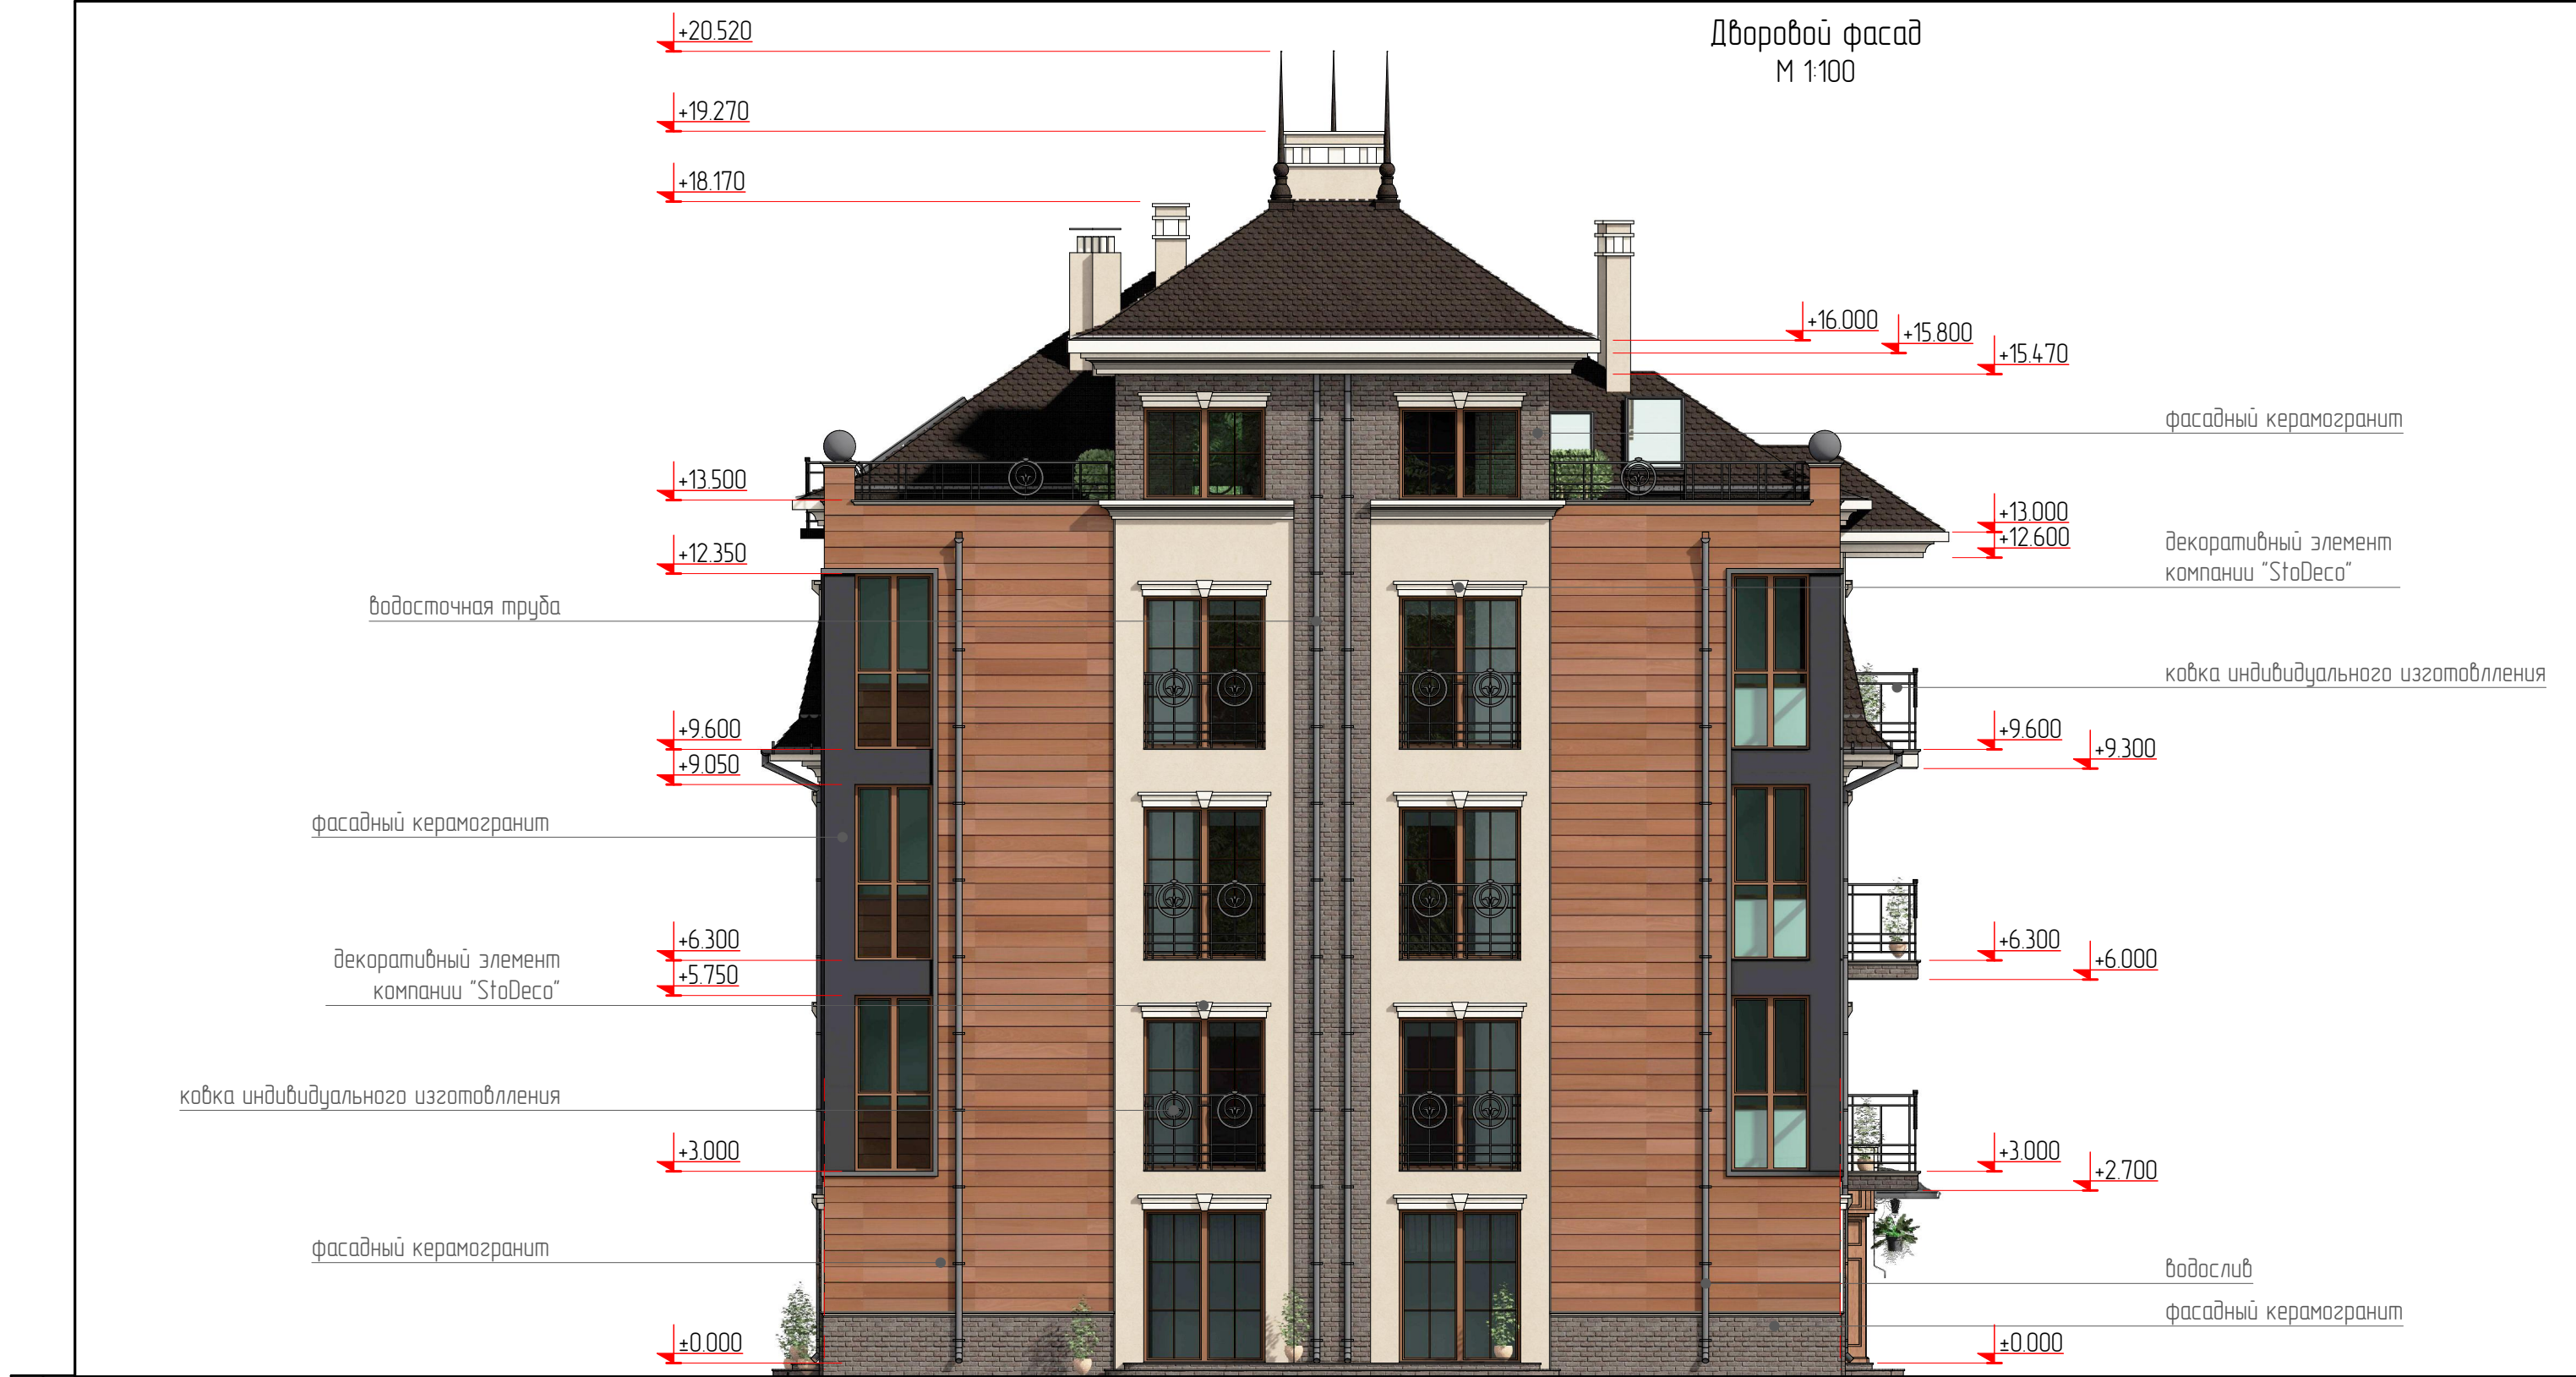 Дворовой фасад
М 1:100
+20.520
+19.270
+18.170
+13.500
+12.350
водосточная труба
+9.600
+9.050
фасадный керамогранит
+6.300
+5.750
декоративный элемент
компании "StoDeco"
ковка индивидуального изготовлления
+3.000
фасадный керамогранит
±0.000
+16.000
+15.800
+15.470
фасадный керамогранит
+13.000
+12.600
декоративный элемент
компании "StoDeco"
ковка индивидуального изготовлления
+9.600
+9.300
+6.300
+6.000
+3.000
+2.700
водослив
фасадный керамогранит
±0.000